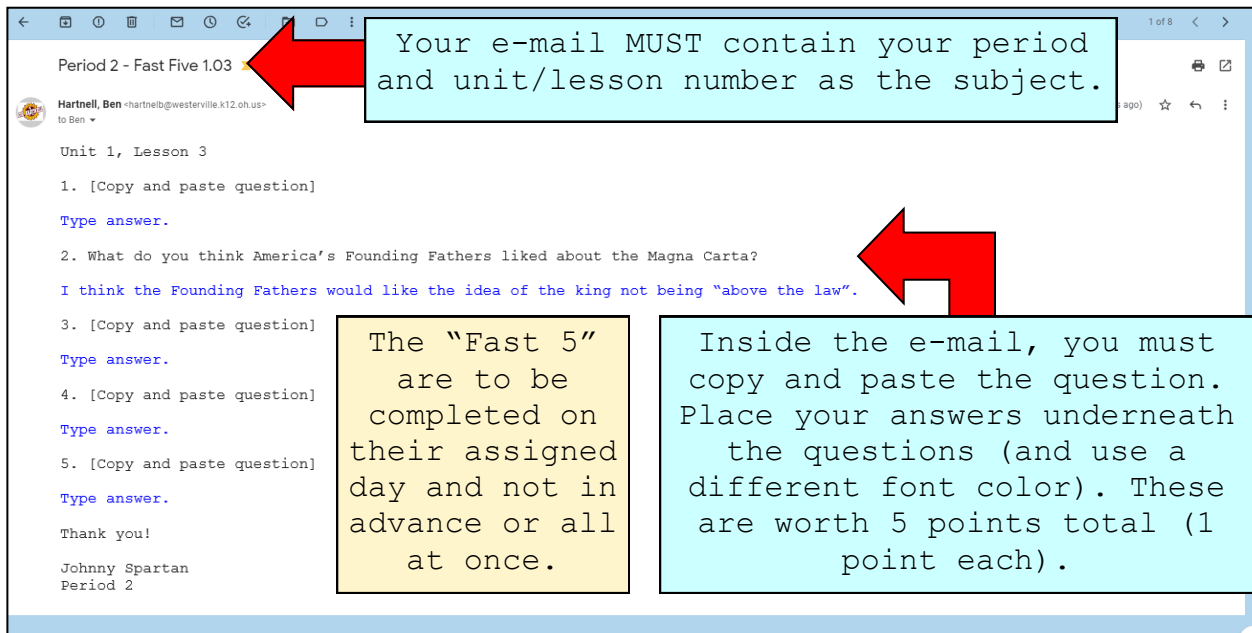 1 of 8
Your e-mail MUST contain your period
and unit/lesson number as the subject.
Period 2 - Fast Five 1.03
Hartnell, Ben <hartnelb@westerville.k12.oh.us>
s ago)
to Ben
Unit 1, Lesson 3
1. [Copy and paste question]
Type answer.
2. What do you think America’s Founding Fathers liked about the Magna Carta?
I think the Founding Fathers would like the idea of the king not being “above the law”.
3. [Copy and paste question]
Type answer.
4. [Copy and paste question]
Type answer.
5. [Copy and paste question]
Type answer.
Thank you!
Johnny Spartan
Period 2
The “Fast 5”
are to be
completed on
their assigned
day and not in
advance or all
at once.
Inside the e-mail, you must
copy and paste the question.
Place your answers underneath
the questions (and use a
different font color). These
are worth 5 points total (1
point each).